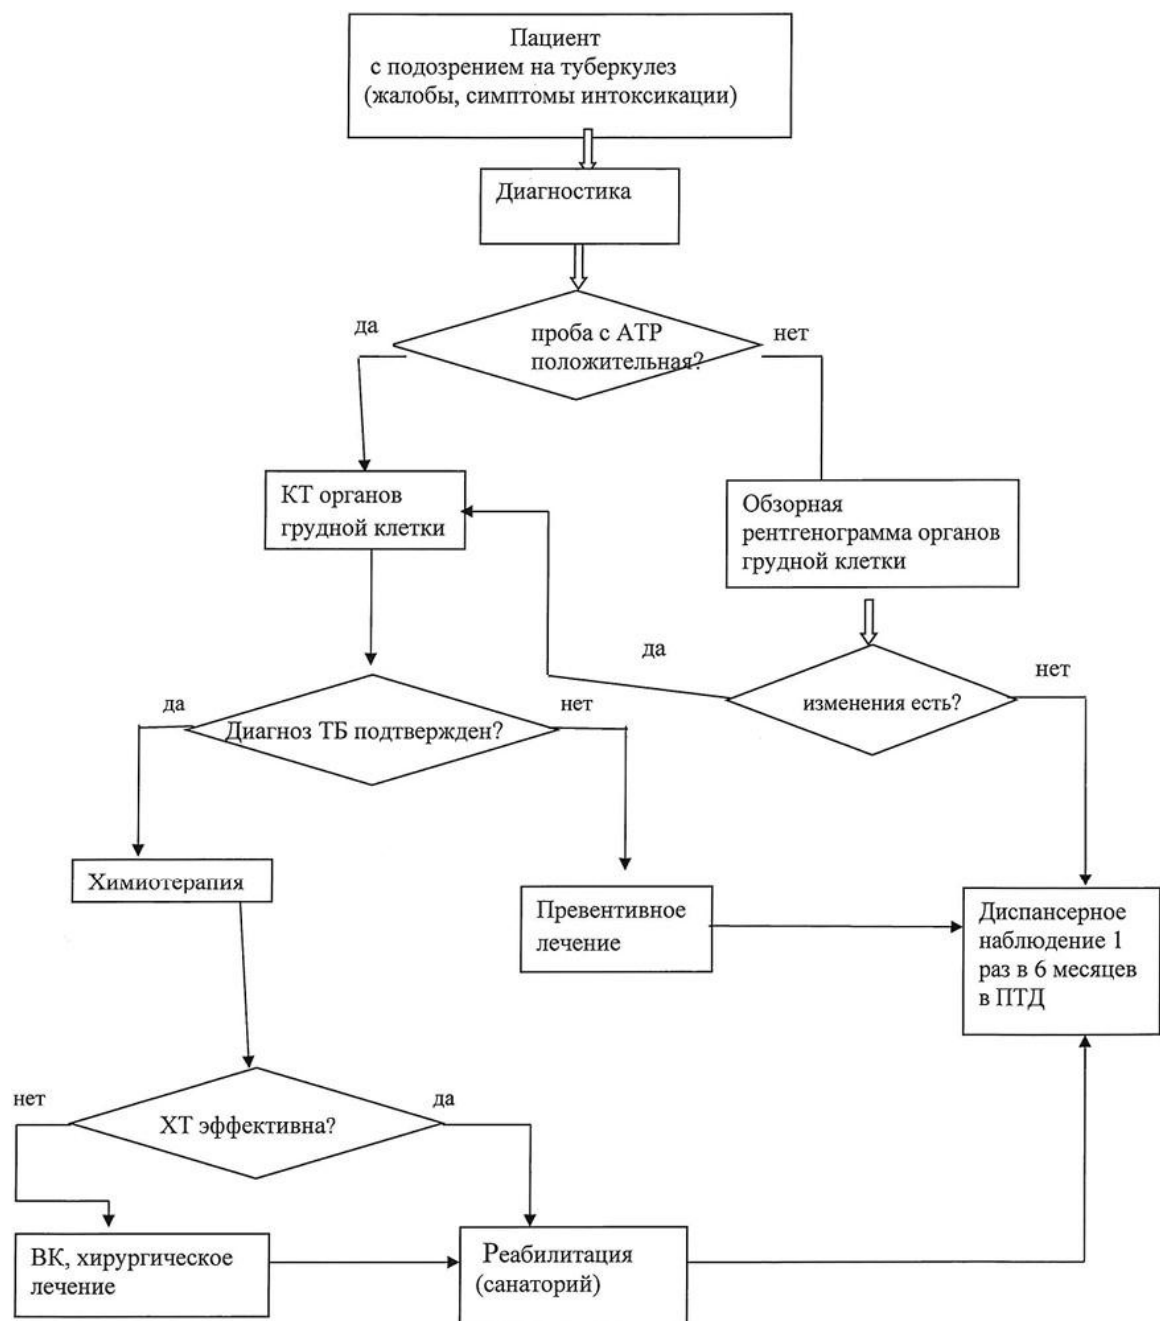 Пациент
с подозрением на туберкулез
(жалобы, симптомы интоксикации)
Диагностика
да
проба с АТР
положительная?
нет
КТ органов
грудной клетки
Обзорная
рентгенограмма органов
грудной клетки
да
изменения есть?
нет
да
Диагноз ТБ подтвержден?
нет
Химиотерапия
Превентивное
лечение
Диспансерное
наблюдение 1
раз в 6 месяцев
в ПТД
нет
ХТ эффективна?
да
ВК, хирургическое
лечение
Реабилитация
(санаторий)